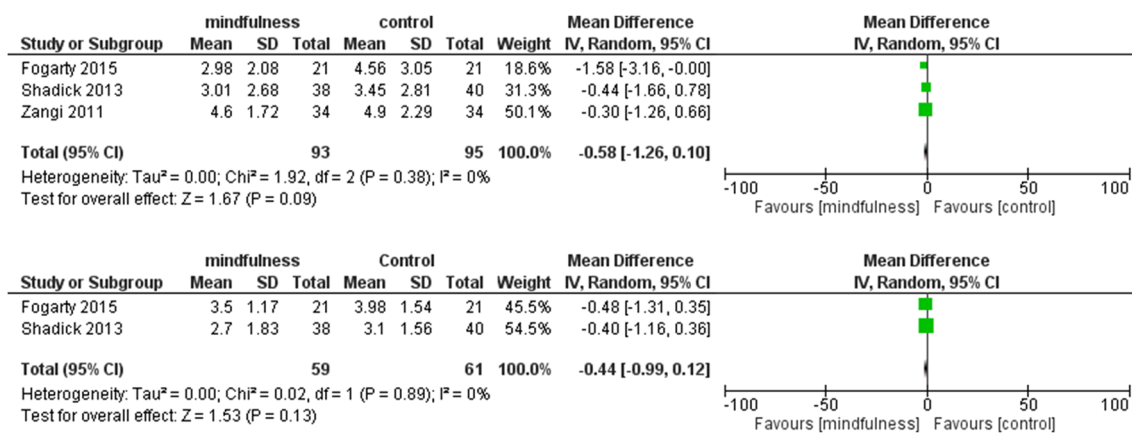 mindfulness control Mean Difference Mean Difference
Study or Subgroup Mean SD Total Mean SD Total Weight IV, Random, 95% CI IV, Random, 95% CI
Fogarty 2015 2.98 2.08 21 4.56 3.05 21 18.6% -1.58 [-3.16, -0.00]
Shadick 2013 3.01 2.68 38 3.45 2.81 40 31.3% -0.44 [-1.66, 0.78]
Zangi 2011 4.6 1.72 34 4.9 2.29 34 50.1% -0.30 [-1.26, 0.66]
Total (95% CI) 93 95 100.0% -0.58 [-1.26, 0.10]
Heterogeneity: Tau² = 0.00; Chi² = 1.92, df = 2 (P = 0.38); I² = 0%
Test for overall effect: Z = 1.67 (P = 0.09)
-100 -50 0 50 100
Favours [mindfulness] Favours [control]
mindfulness Control Mean Difference Mean Difference
Study or Subgroup Mean SD Total Mean SD Total Weight IV, Random, 95% CI IV, Random, 95% CI
Fogarty 2015 3.5 1.17 21 3.98 1.54 21 45.5% -0.48 [-1.31, 0.35]
Shadick 2013 2.7 1.83 38 3.1 1.56 40 54.5% -0.40 [-1.16, 0.36]
Total (95% CI) 59 61 100.0% -0.44 [-0.99, 0.12]
Heterogeneity: Tau² = 0.00; Chi² = 0.02, df = 1 (P = 0.89); I² = 0%
Test for overall effect: Z = 1.53 (P = 0.13)
-100 -50 0 50 100
Favours [mindfulness] Favours [control]